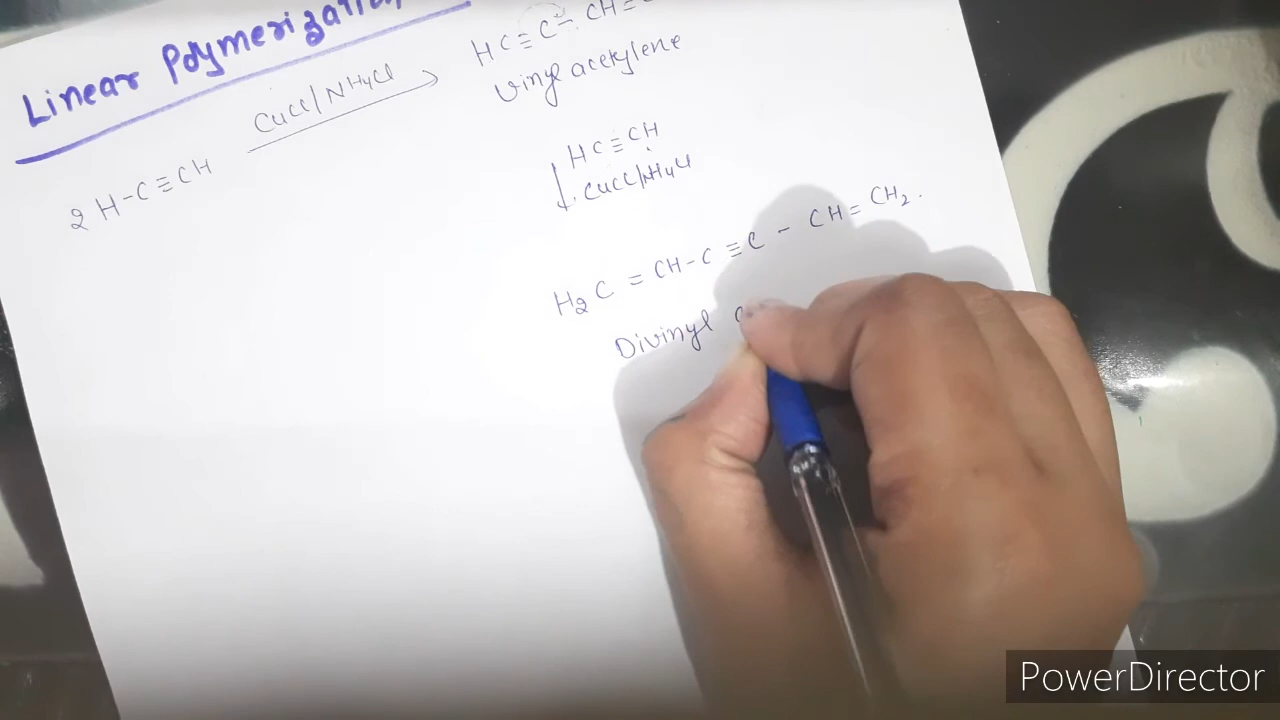 Linear Polymerization
2 H-C≡CH
CuCl/NH4Cl
HC≡C-CH=
Vinyl acetylene
HC≡CH
CuCl/NH4Cl
H2C=CH-C≡C-CH=CH2.
Divinyl
PowerDirector